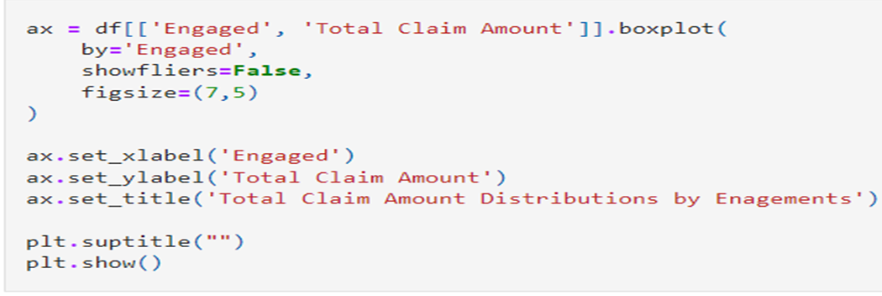 ax = df[['Engaged', 'Total Claim Amount']].boxplot(
    by='Engaged',
    showfliers=False,
    figsize=(7,5)
)
ax.set_xlabel('Engaged')
ax.set_ylabel('Total Claim Amount')
ax.set_title('Total Claim Amount Distributions by Enagements')
plt.suptitle("")
plt.show()